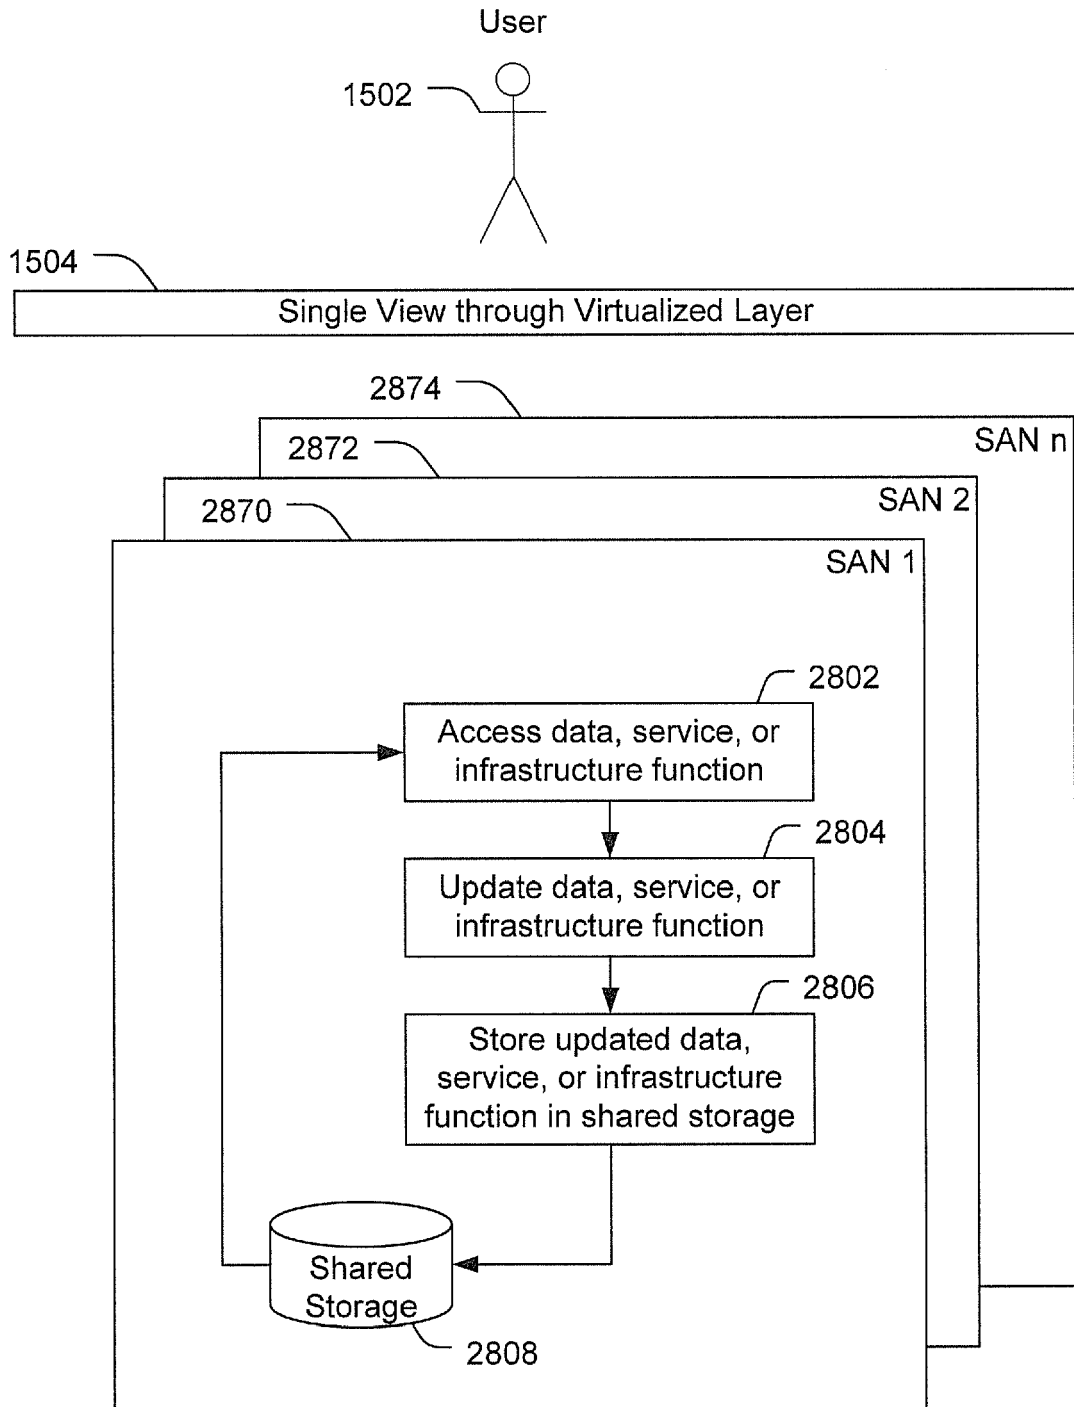 User
1502
1504
Single View through Virtualized Layer
2874
SAN n
2872
SAN 2
2870
SAN 1
2802
Access data, service, or
infrastructure function
2804
Update data, service, or
infrastructure function
2806
Store updated data,
service, or infrastructure
function in shared storage
Shared
Storage
2808